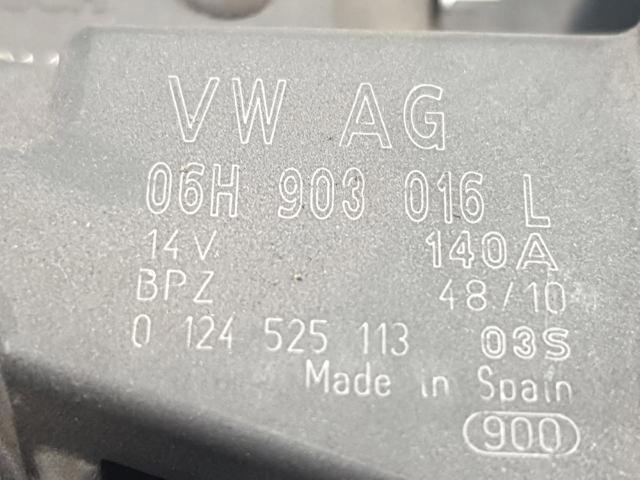 VW AG
06H 903 016 L
14V 140A
BPZ 48/10
0 124 525 113 03S
Made in Spain
900